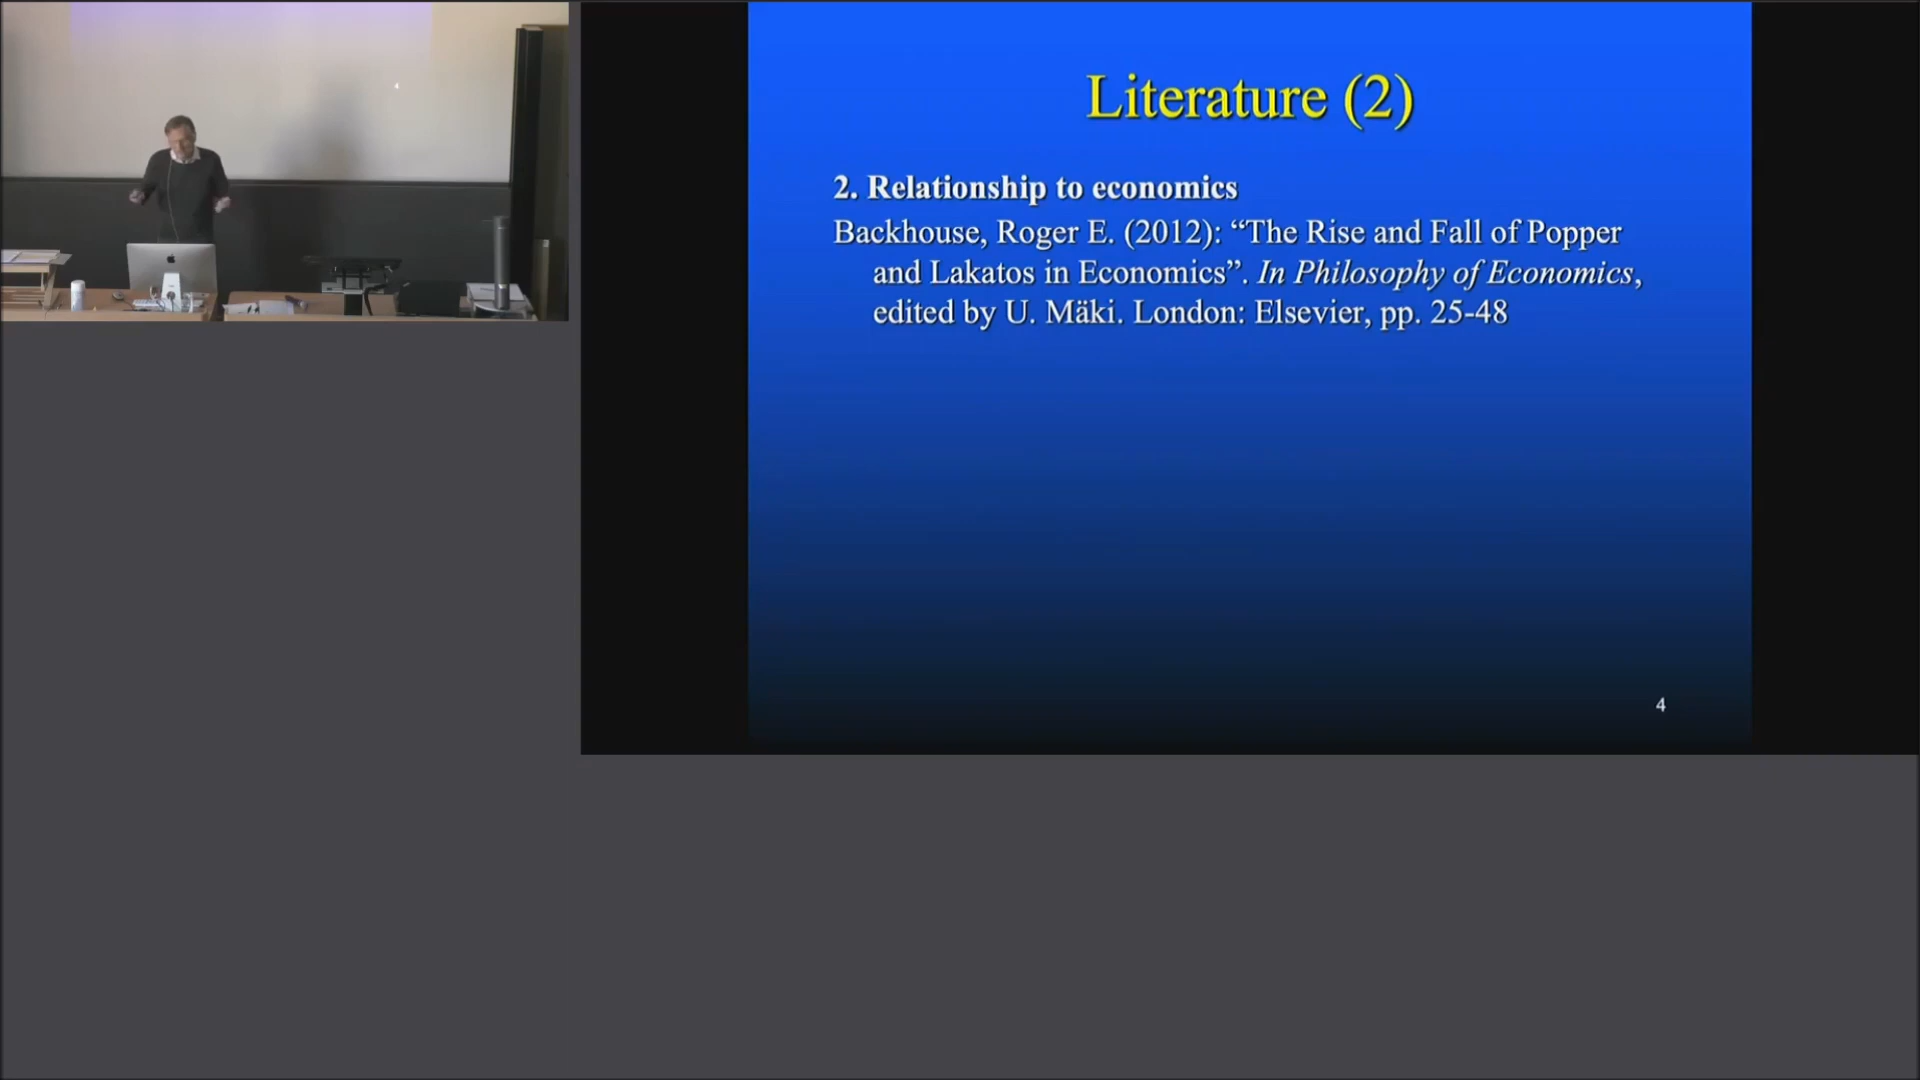 Literature (2)
2. Relationship to economics
Backhouse, Roger E. (2012): “The Rise and Fall of Popper
and Lakatos in Economics”. In Philosophy of Economics,
edited by U. Mäki. London: Elsevier, pp. 25-48
4